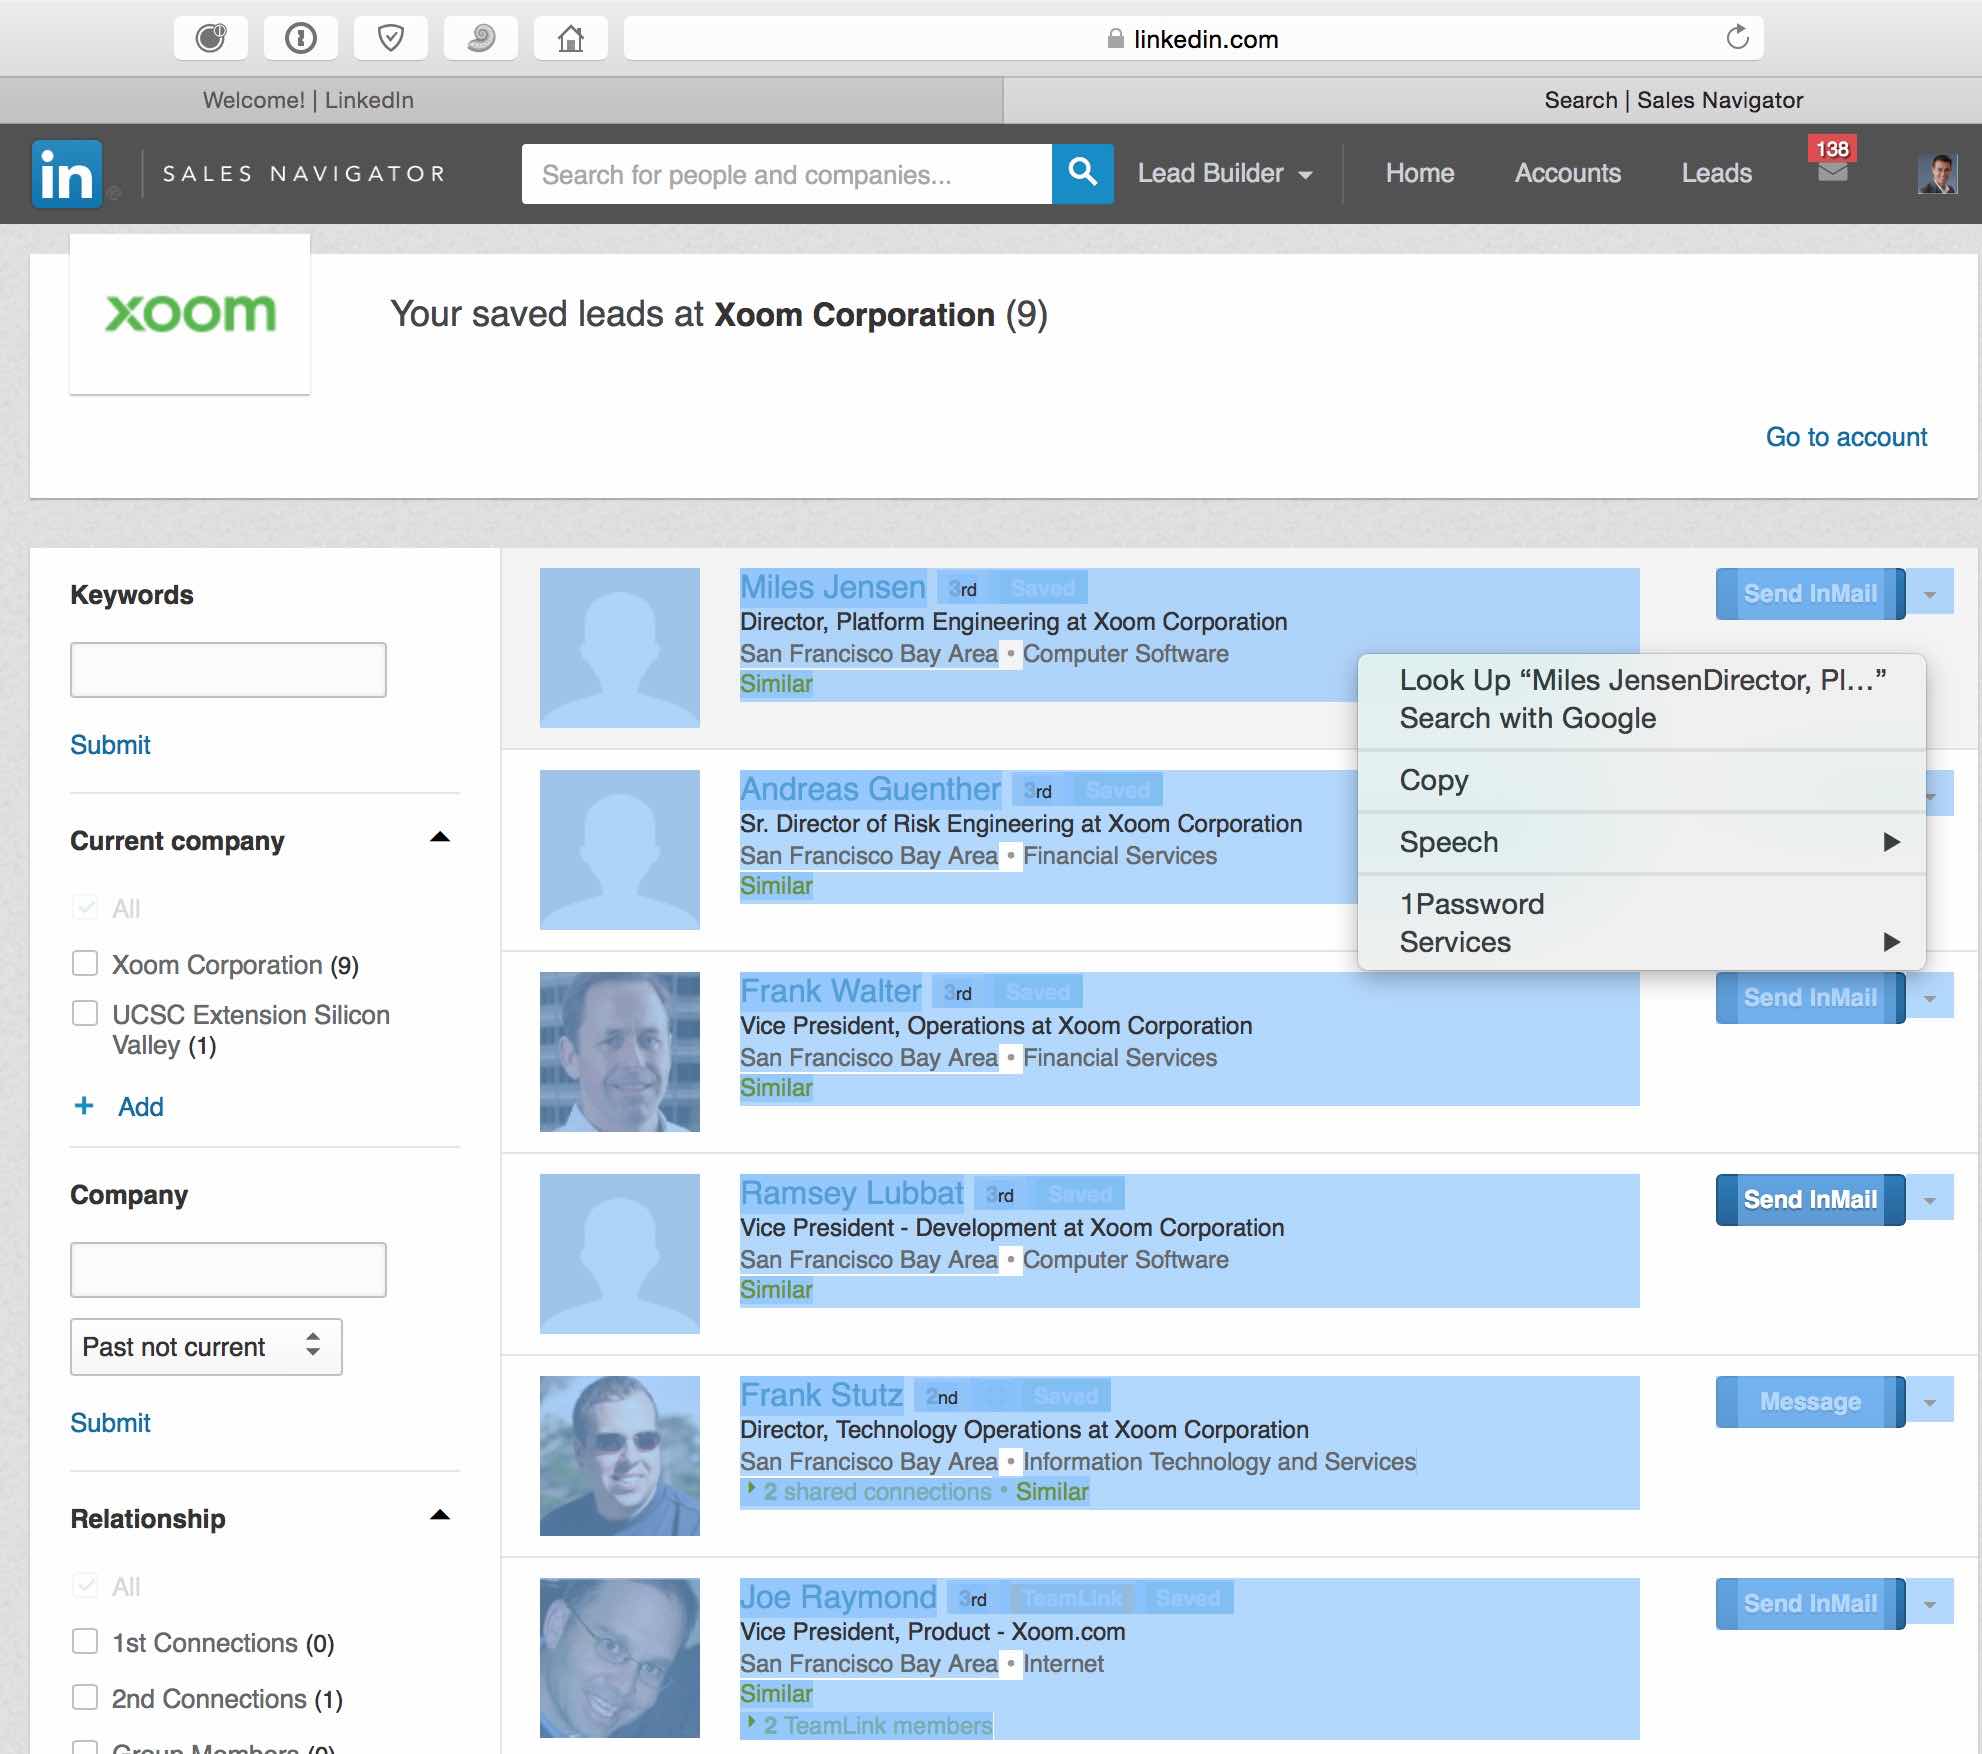 linkedin.com
Welcome! | LinkedIn
Search | Sales Navigator
in
SALES NAVIGATOR
Search for people and companies...
Lead Builder
Home
Accounts
Leads
138
xoom
Your saved leads at Xoom Corporation (9)
Go to account
Keywords
Submit
Current company
All
Xoom Corporation (9)
UCSC Extension Silicon
Valley (1)
+ Add
Company
Past not current
Submit
Relationship
All
1st Connections (0)
2nd Connections (1)
Group Members (0)
Miles Jensen 3rd Saved
Director, Platform Engineering at Xoom Corporation
San Francisco Bay Area • Computer Software
Similar
Send InMail
Look Up “Miles JensenDirector, Pl...”
Search with Google
Copy
Speech
1Password
Services
Andreas Guenther 3rd Saved
Sr. Director of Risk Engineering at Xoom Corporation
San Francisco Bay Area • Financial Services
Similar
Frank Walter 3rd Saved
Vice President, Operations at Xoom Corporation
San Francisco Bay Area • Financial Services
Similar
Send InMail
Ramsey Lubbat 3rd Saved
Vice President - Development at Xoom Corporation
San Francisco Bay Area • Computer Software
Similar
Send InMail
Frank Stutz 2nd Saved
Director, Technology Operations at Xoom Corporation
San Francisco Bay Area • Information Technology and Services
2 shared connections • Similar
Message
Joe Raymond 3rd TeamLink Saved
Vice President, Product - Xoom.com
San Francisco Bay Area • Internet
Similar
2 TeamLink members
Send InMail